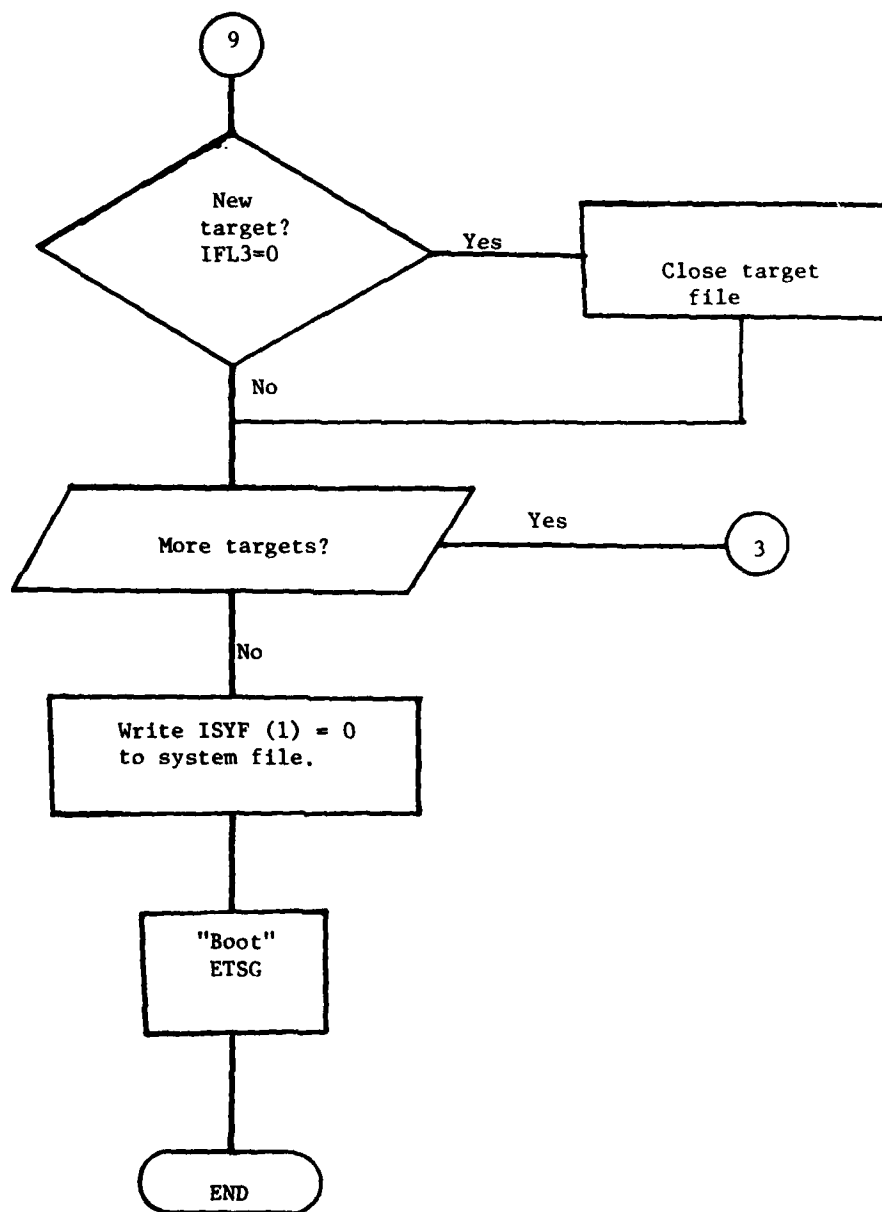 9
New
target?
IFL3=0
Yes
Close target
file
No
More targets?
Yes
3
No
Write ISYF (1) = 0
to system file.
"Boot"
ETSG
END